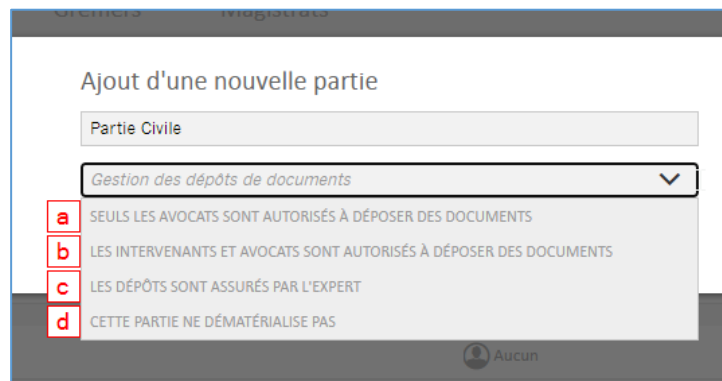 Greffiers Magistrats
Ajout d'une nouvelle partie
Partie Civile
Gestion des dépôts de documents
a SEULS LES AVOCATS SONT AUTORISÉS À DÉPOSER DES DOCUMENTS
b LES INTERVENANTS ET AVOCATS SONT AUTORISÉS À DÉPOSER DES DOCUMENTS
c LES DÉPÔTS SONT ASSURÉS PAR L'EXPERT
d CETTE PARTIE NE DÉMATÉRIALISE PAS
Aucun